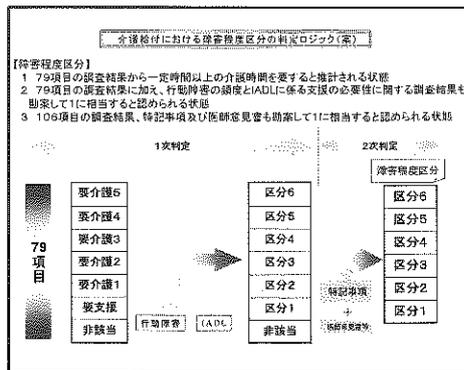 介護給付における障害程度区分の判定ロジック(案)
【障害程度区分】
1 79項目の調査結果から一定時間以上の介護時間を要すると推計される状態
2 79項目の調査結果に加え、行動障害の頻度とIADLに係る支援の必要性に関する調査結果も
勘案して1に相当すると認められる状態
3 106項目の調査結果、特記事項及び医師意見書も勘案して1に相当すると認められる状態
1次判定
2次判定
障害程度区分
79項目
要介護5
要介護4
要介護3
要介護2
要介護1
要支援
非該当
行動障害
IADL
区分6
区分5
区分4
区分3
区分2
区分1
非該当
特記事項
+
医師意見書等
区分6
区分5
区分4
区分3
区分2
区分1